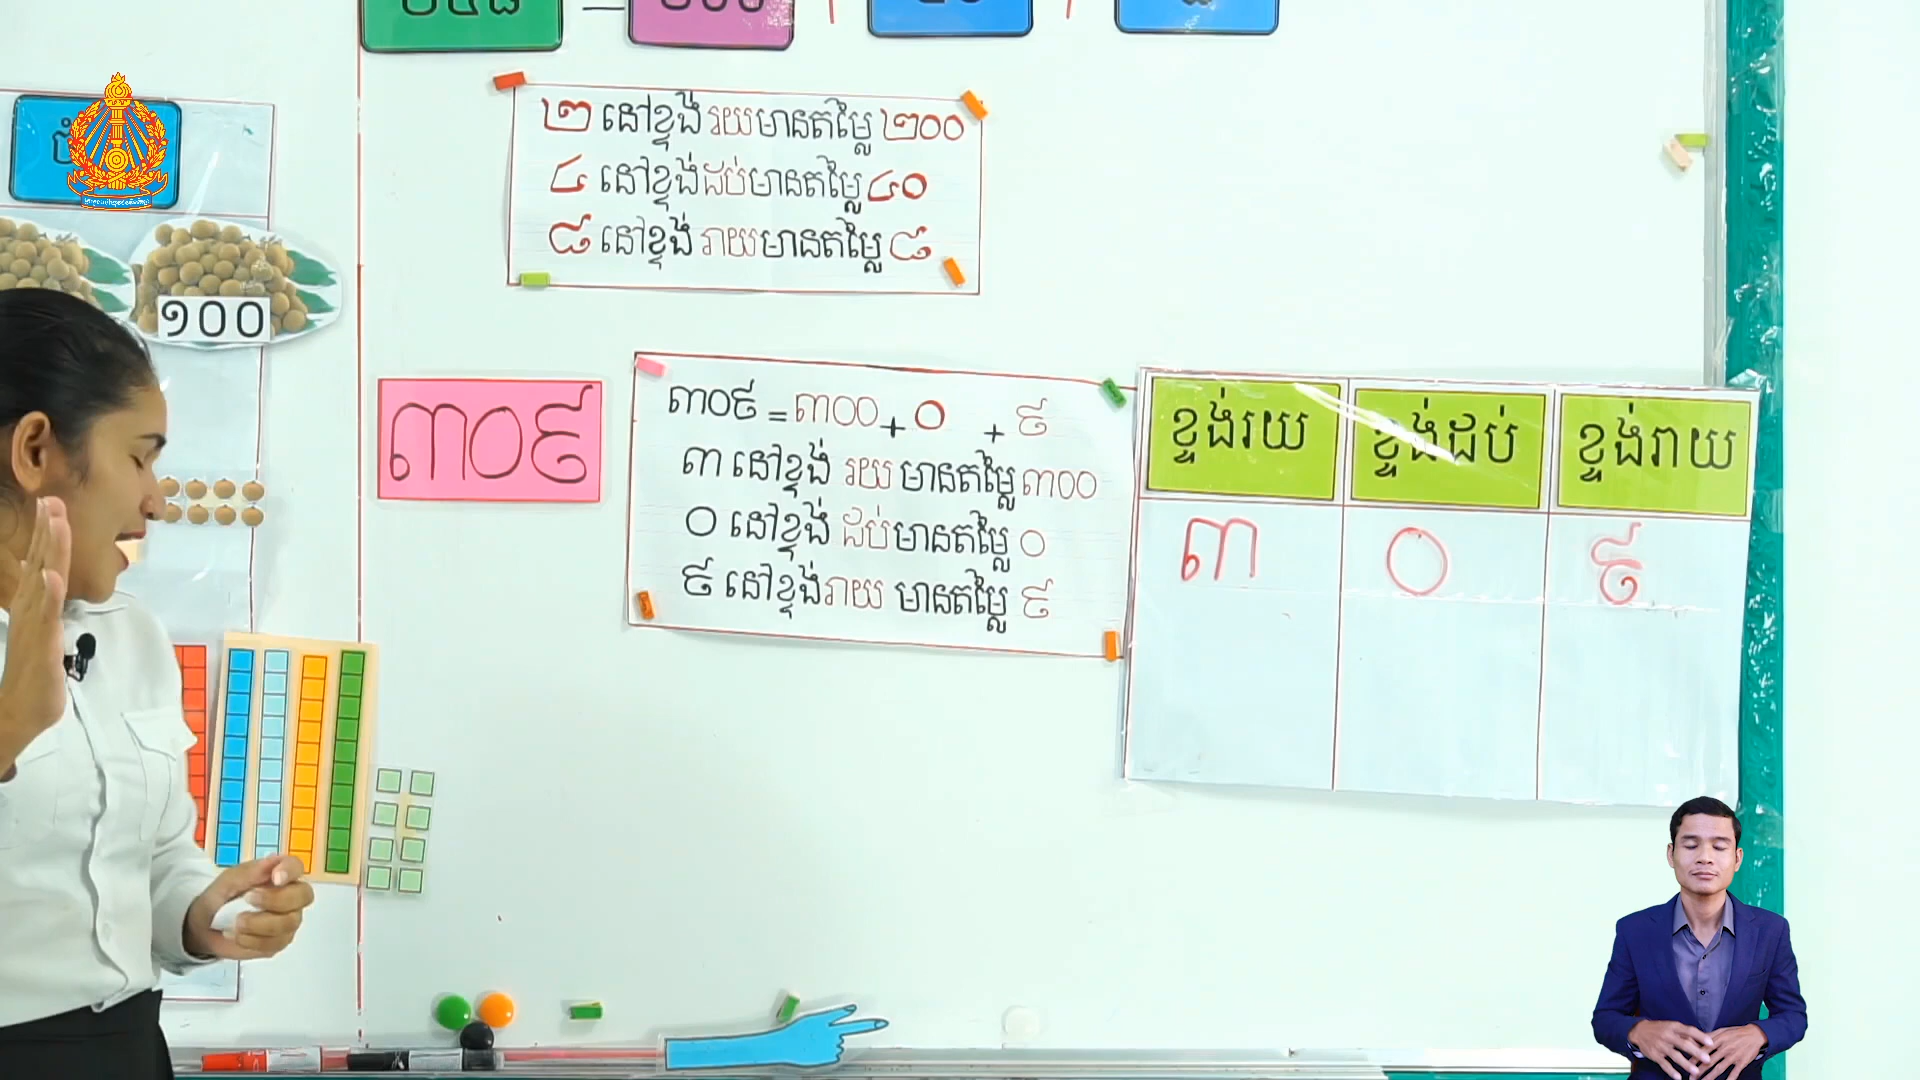 ២ នៅខ្ទង់ រយមានតម្លៃ ២០០
៤ នៅខ្ទង់ដប់មានតម្លៃ ៤០
៨ នៅខ្ទង់ រាយមានតម្លៃ ៨
១០០
៣០៩
៣០៩ = ៣០០ + ០ + ៩
៣ នៅខ្ទង់ រយ មានតម្លៃ ៣០០
០ នៅខ្ទង់ ដប់មានតម្លៃ ០
៩ នៅខ្ទង់រាយ មានតម្លៃ ៩
ខ្ទង់រយ ខ្ទង់ដប់ ខ្ទង់រាយ
៣ ០ ៩